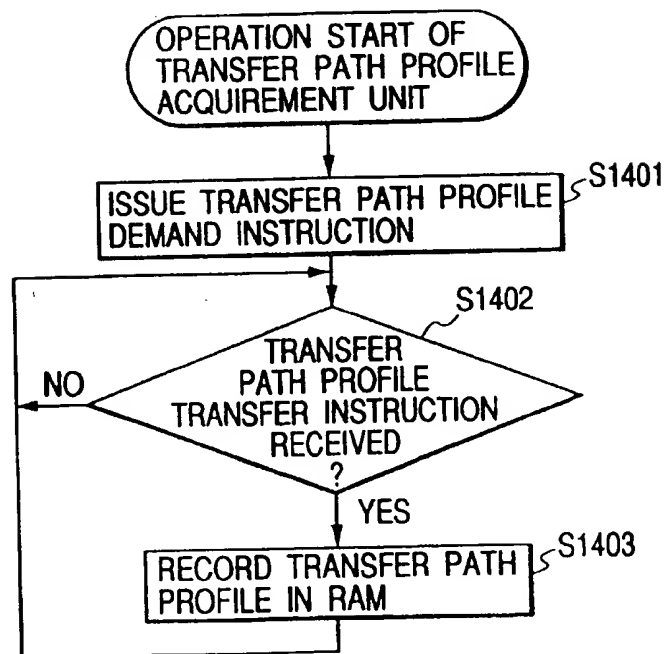 OPERATION START OF
TRANSFER PATH PROFILE
ACQUIREMENT UNIT
S1401
ISSUE TRANSFER PATH PROFILE
DEMAND INSTRUCTION
S1402
TRANSFER
PATH PROFILE
TRANSFER INSTRUCTION
RECEIVED
?
NO
YES
S1403
RECORD TRANSFER PATH
PROFILE IN RAM